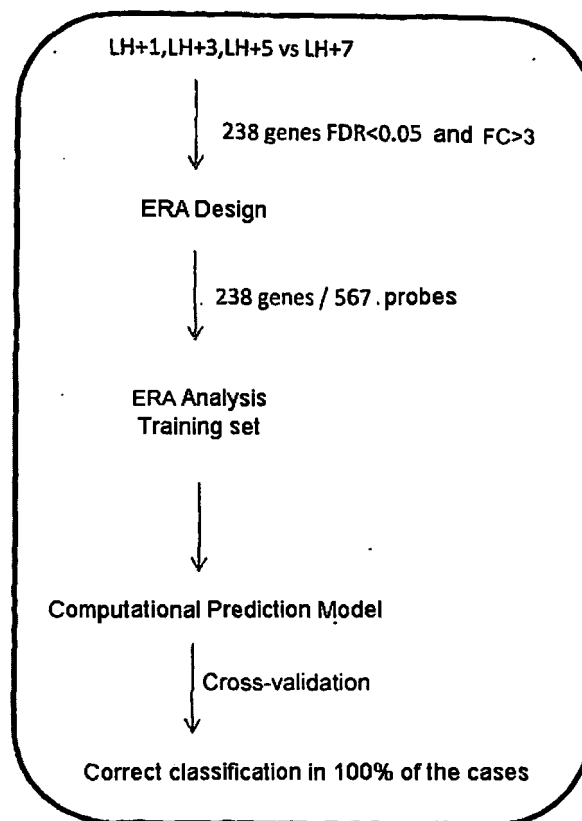 LH+1,LH+3,LH+5 vs LH+7
238 genes FDR<0.05 and FC>3
ERA Design
238 genes / 567 probes
ERA Analysis
Training set
Computational Prediction Model
Cross-validation
Correct classification in 100% of the cases